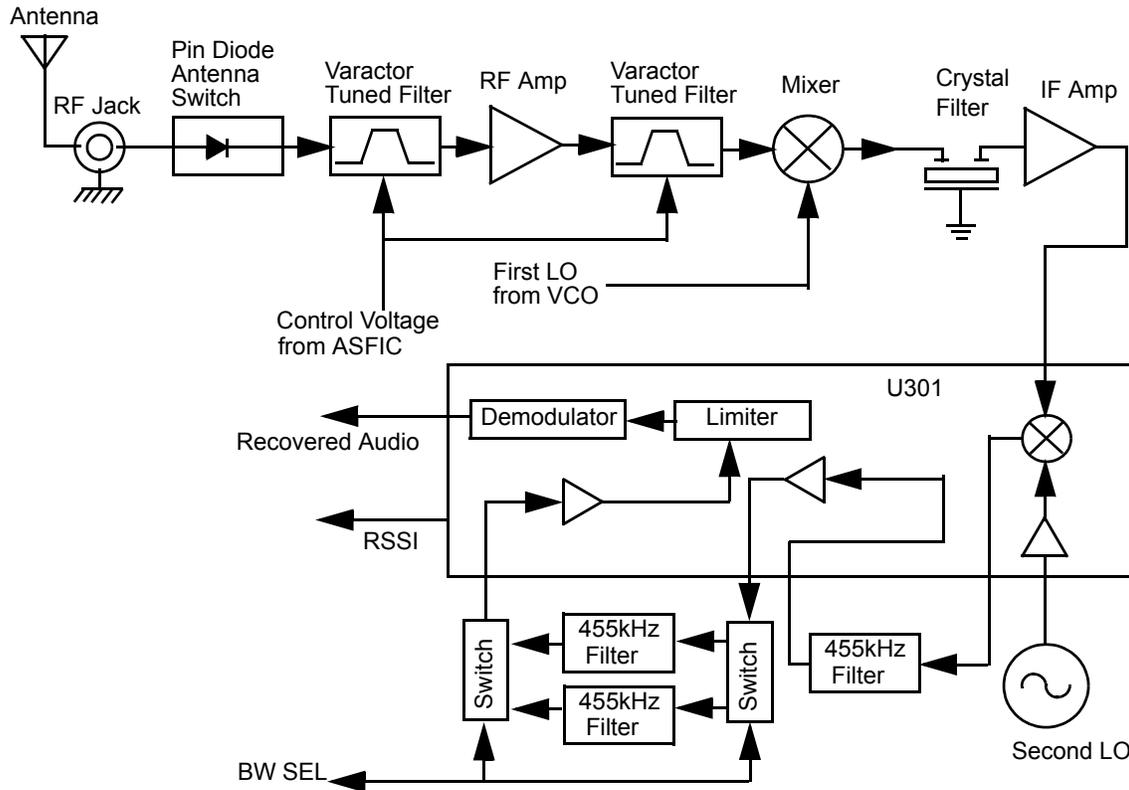 Antenna
Pin Diode
Antenna
Switch
RF Jack
Varactor
Tuned Filter
RF Amp
Varactor
Tuned Filter
Mixer
Crystal
Filter
IF Amp
First LO
from VCO
Control Voltage
from ASFIC
U301
Demodulator
Limiter
Recovered Audio
RSSI
Switch
455kHz
Filter
455kHz
Filter
Switch
455kHz
Filter
Second LO
BW SEL